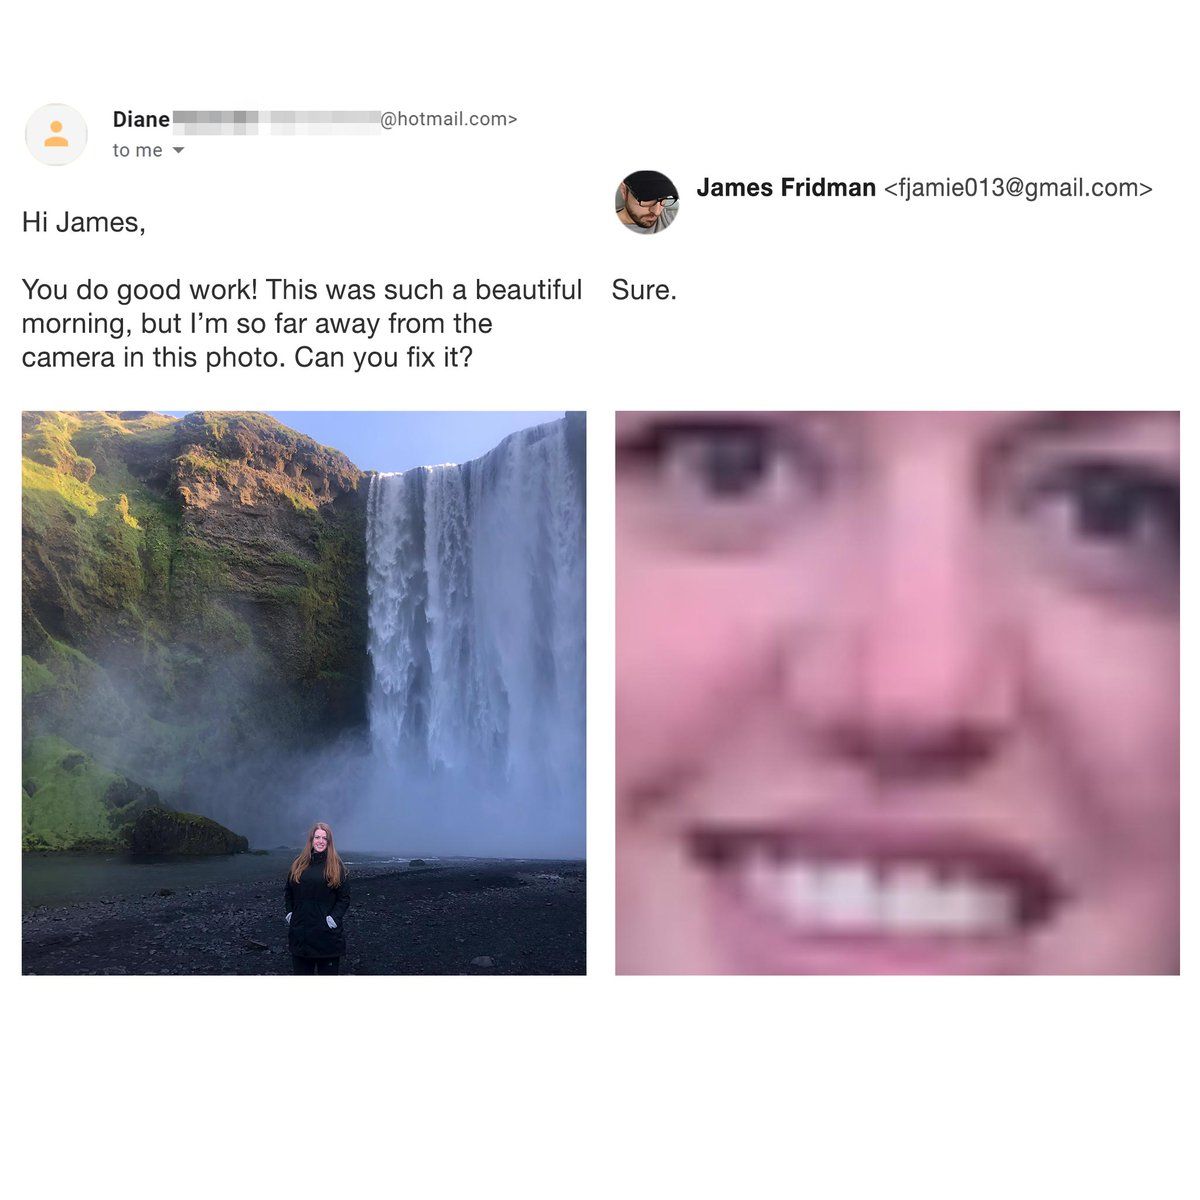 Diane @hotmail.com>
to me
Hi James,
You do good work! This was such a beautiful
morning, but I’m so far away from the
camera in this photo. Can you fix it?
James Fridman <fjamie013@gmail.com>
Sure.